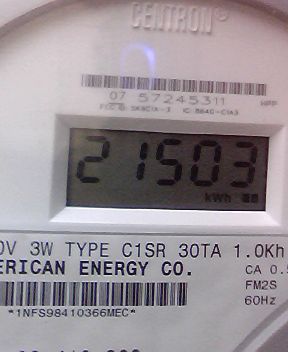 CENTRON®
07 57245311
21503
kWh
0V 3W TYPE C1SR 30TA 1.0Kh
ERICAN ENERGY CO.
CA 0.5
FM2S
60Hz
*1NFS98410366MEC*